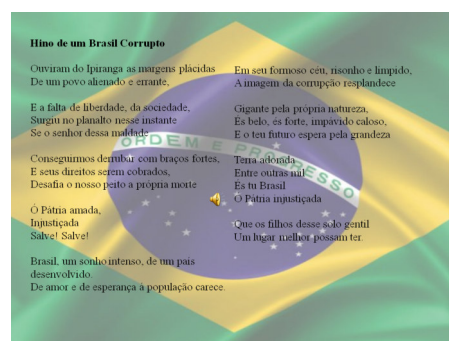 Hino de um Brasil Corrupto
Ouviram do Ipiranga as margens plácidas
De um povo alienado e errante,
E a falta de liberdade, da sociedade,
Surgiu no planalto nesse instante
Se o senhor dessa maldade
Conseguimos derrubar com braços fortes,
E seus direitos serem cobrados,
Desafia o nosso peito a própria morte
Ó Pátria amada,
Injustiçada
Salve! Salve!
Brasil, um sonho intenso, de um país
desenvolvido.
De amor e de esperança à população carece.
Em seu formoso céu, risonho e límpido,
A imagem da corrupção resplandece
Gigante pela própria natureza,
És belo, és forte, impávido caloso,
E o teu futuro espera pela grandeza
Terra adorada
Entre outras mil
És tu Brasil
Ó Pátria injustiçada
Que os filhos desse solo gentil
Um lugar melhor possam ter.
ORDEM E PROGRESSO